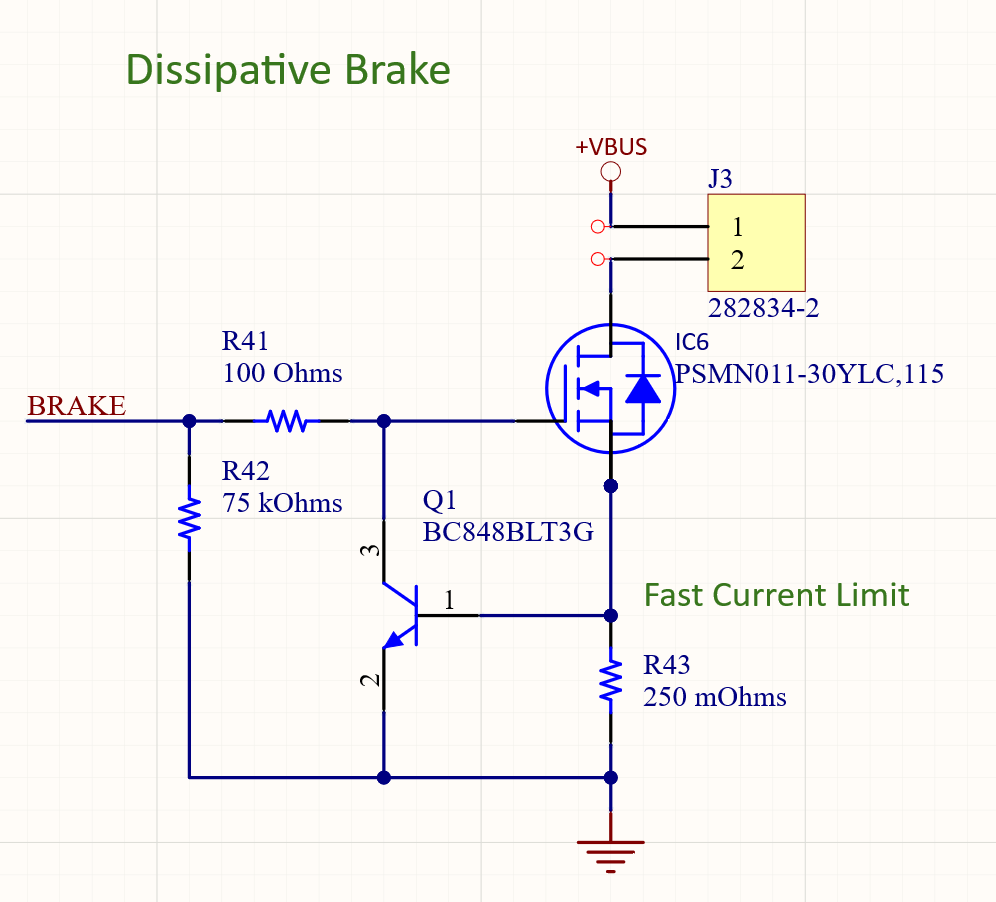 Dissipative Brake
+VBUS
J3
1
2
282834-2
R41
100 Ohms
IC6
PSMN011-30YLC,115
BRAKE
R42
75 kOhms
Q1
BC848BLT3G
3
1
2
Fast Current Limit
R43
250 mOhms